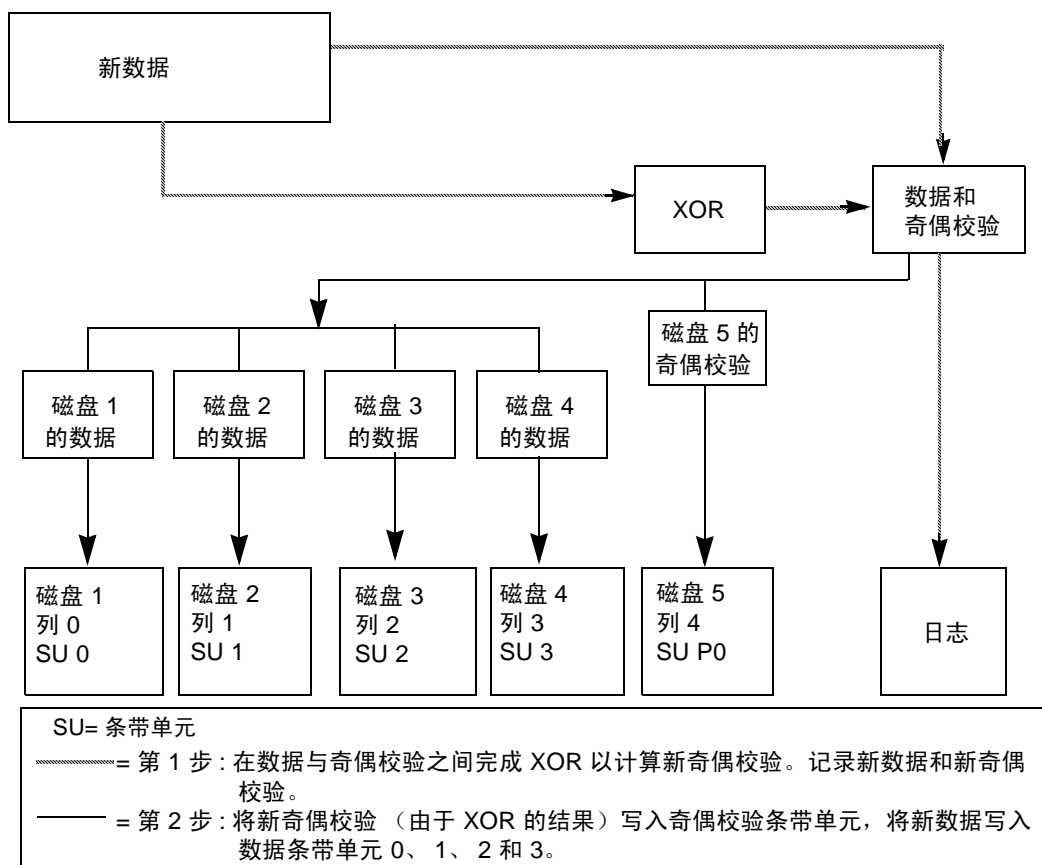 新数据
XOR
数据和
奇偶校验
磁盘 5 的
奇偶校验
磁盘 1
的数据
磁盘 2
的数据
磁盘 3
的数据
磁盘 4
的数据
磁盘 1
列 0
SU 0
磁盘 2
列 1
SU 1
磁盘 3
列 2
SU 2
磁盘 4
列 3
SU 3
磁盘 5
列 4
SU P0
日志
SU= 条带单元
= 第 1 步 : 在数据与奇偶校验之间完成 XOR 以计算新奇偶校验。记录新数据和新奇偶
校验。
= 第 2 步 : 将新奇偶校验 （由于 XOR 的结果）写入奇偶校验条带单元，将新数据写入
数据条带单元 0、 1、 2 和 3。